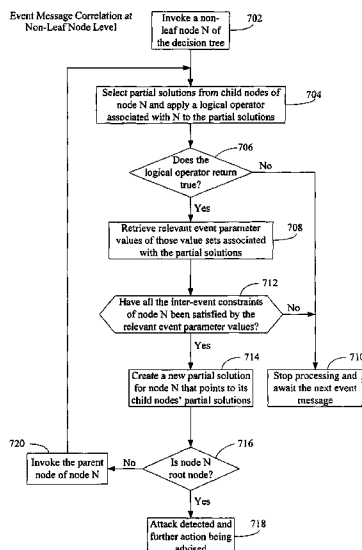 Event Message Correlation at
Non-Leaf Node Level
Invoke a non-
leaf node N of
the decision tree
702
Select partial solutions from child nodes of
node N and apply a logical operator
associated with N to the partial solutions
704
706
Does the
logical operator return
true?
No
Yes
Retrieve relevant event parameter
values of those value sets associated
with the partial solutions
708
712
Have all the inter-event constraints
of node N been satisfied by the
relevant event parameter values?
No
Yes
714
Create a new partial solution
for node N that points to its
child nodes' partial solutions
710
Stop processing and
await the next event
message
720
Invoke the parent
node of node N
No
716
Is node N
root node?
Yes
Attack detected and
further action being
advised
718